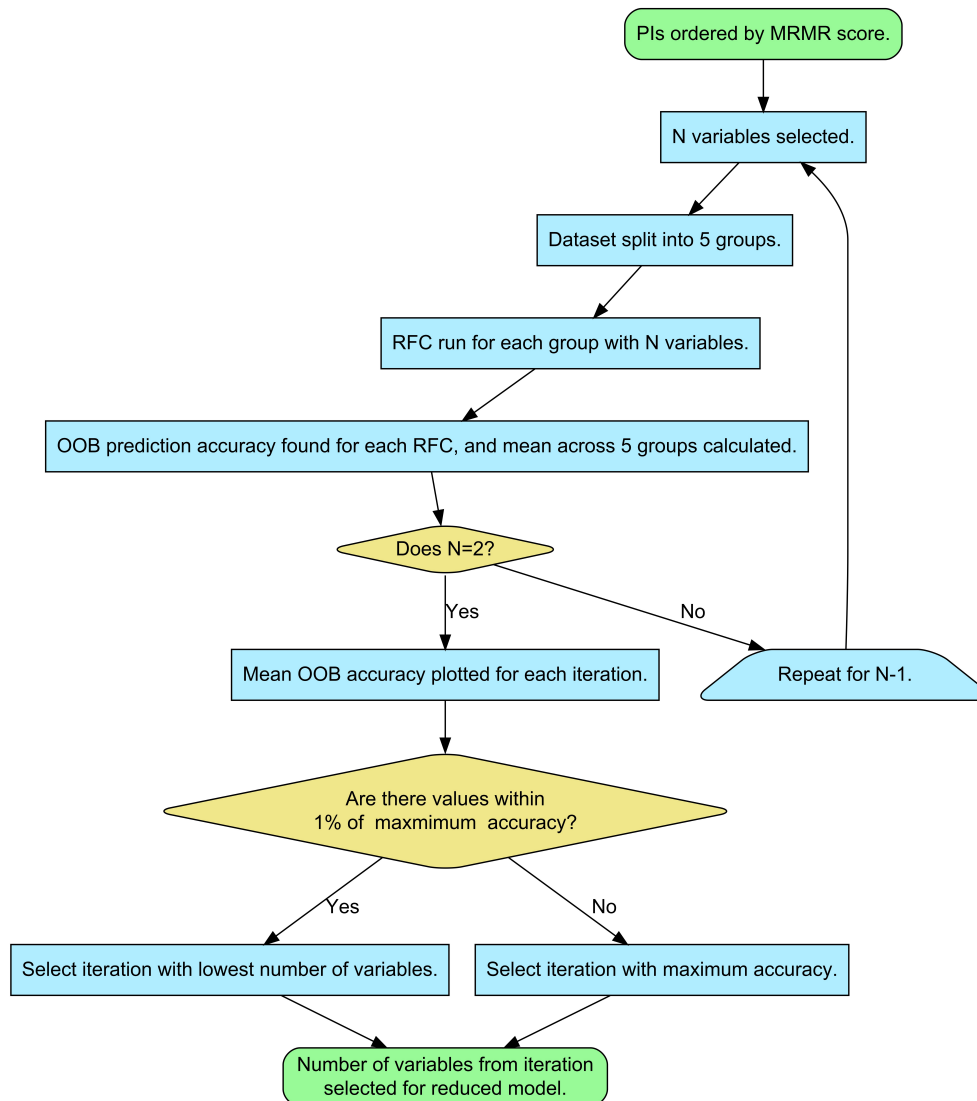 PIs ordered by MRMR score.
N variables selected.
Dataset split into 5 groups.
RFC run for each group with N variables.
OOB prediction accuracy found for each RFC, and mean across 5 groups calculated.
Does N=2?
Yes
No
Mean OOB accuracy plotted for each iteration.
Repeat for N-1.
Are there values within
1% of  maxmimum  accuracy?
Yes
No
Select iteration with lowest number of variables.
Select iteration with maximum accuracy.
Number of variables from iteration
selected for reduced model.